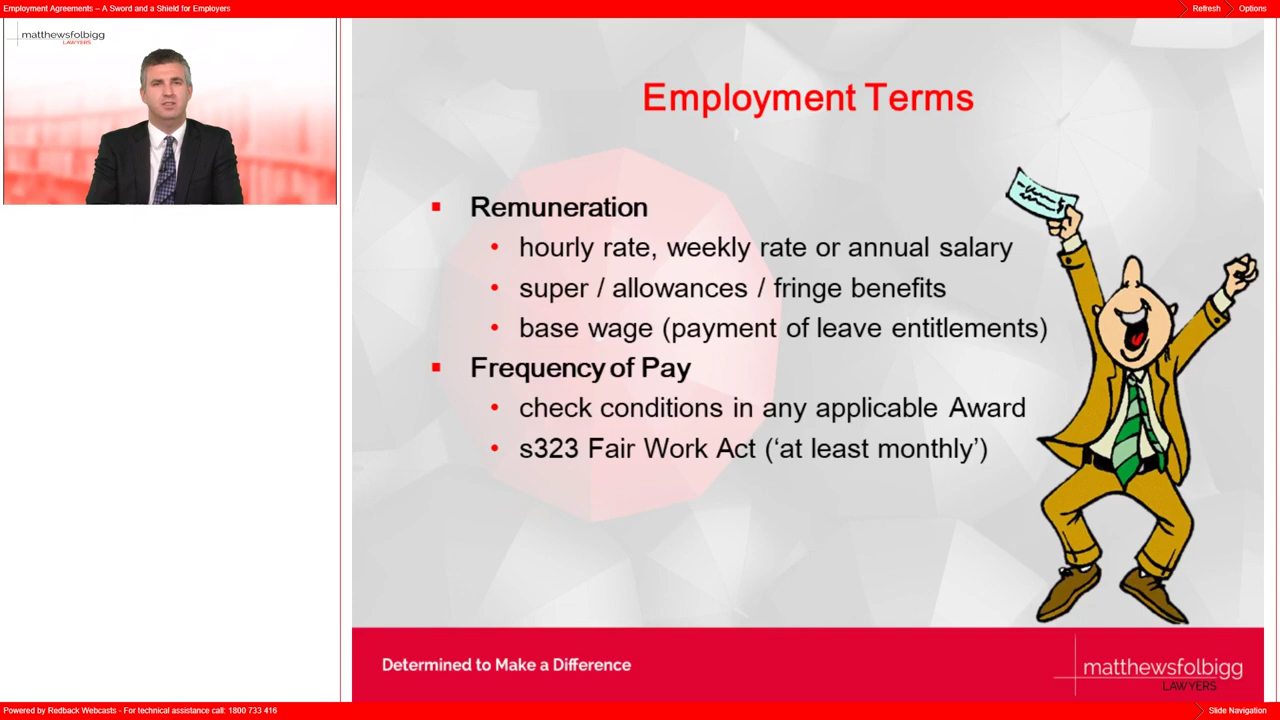 Employment Agreements – A Sword and a Shield for Employers
Refresh
Options
matthewsfolbigg
LAWYERS
Employment Terms
Remuneration
hourly rate, weekly rate or annual salary
super / allowances / fringe benefits
base wage (payment of leave entitlements)
Frequency of Pay
check conditions in any applicable Award
s323 Fair Work Act (‘at least monthly’)
Determined to Make a Difference
matthewsfolbigg
LAWYERS
Powered by Redback Webcasts - For technical assistance call: 1800 733 416
Slide Navigation